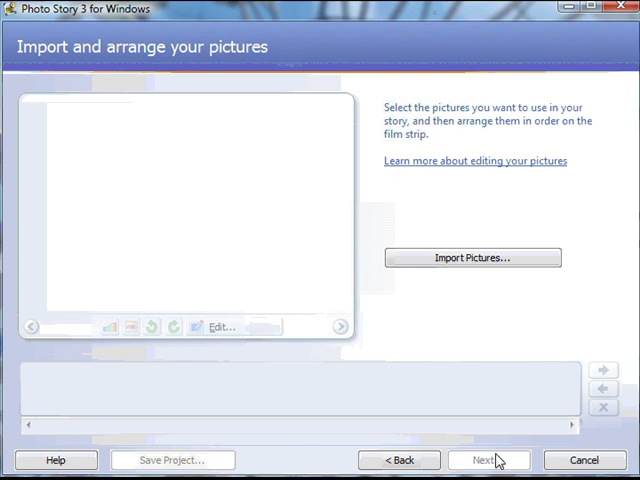 Photo Story 3 for Windows
Import and arrange your pictures
Select the pictures you want to use in your
story, and then arrange them in order on the
film strip.
Learn more about editing your pictures
Import Pictures...
Edit...
Help
Save Project...
< Back
Next
Cancel